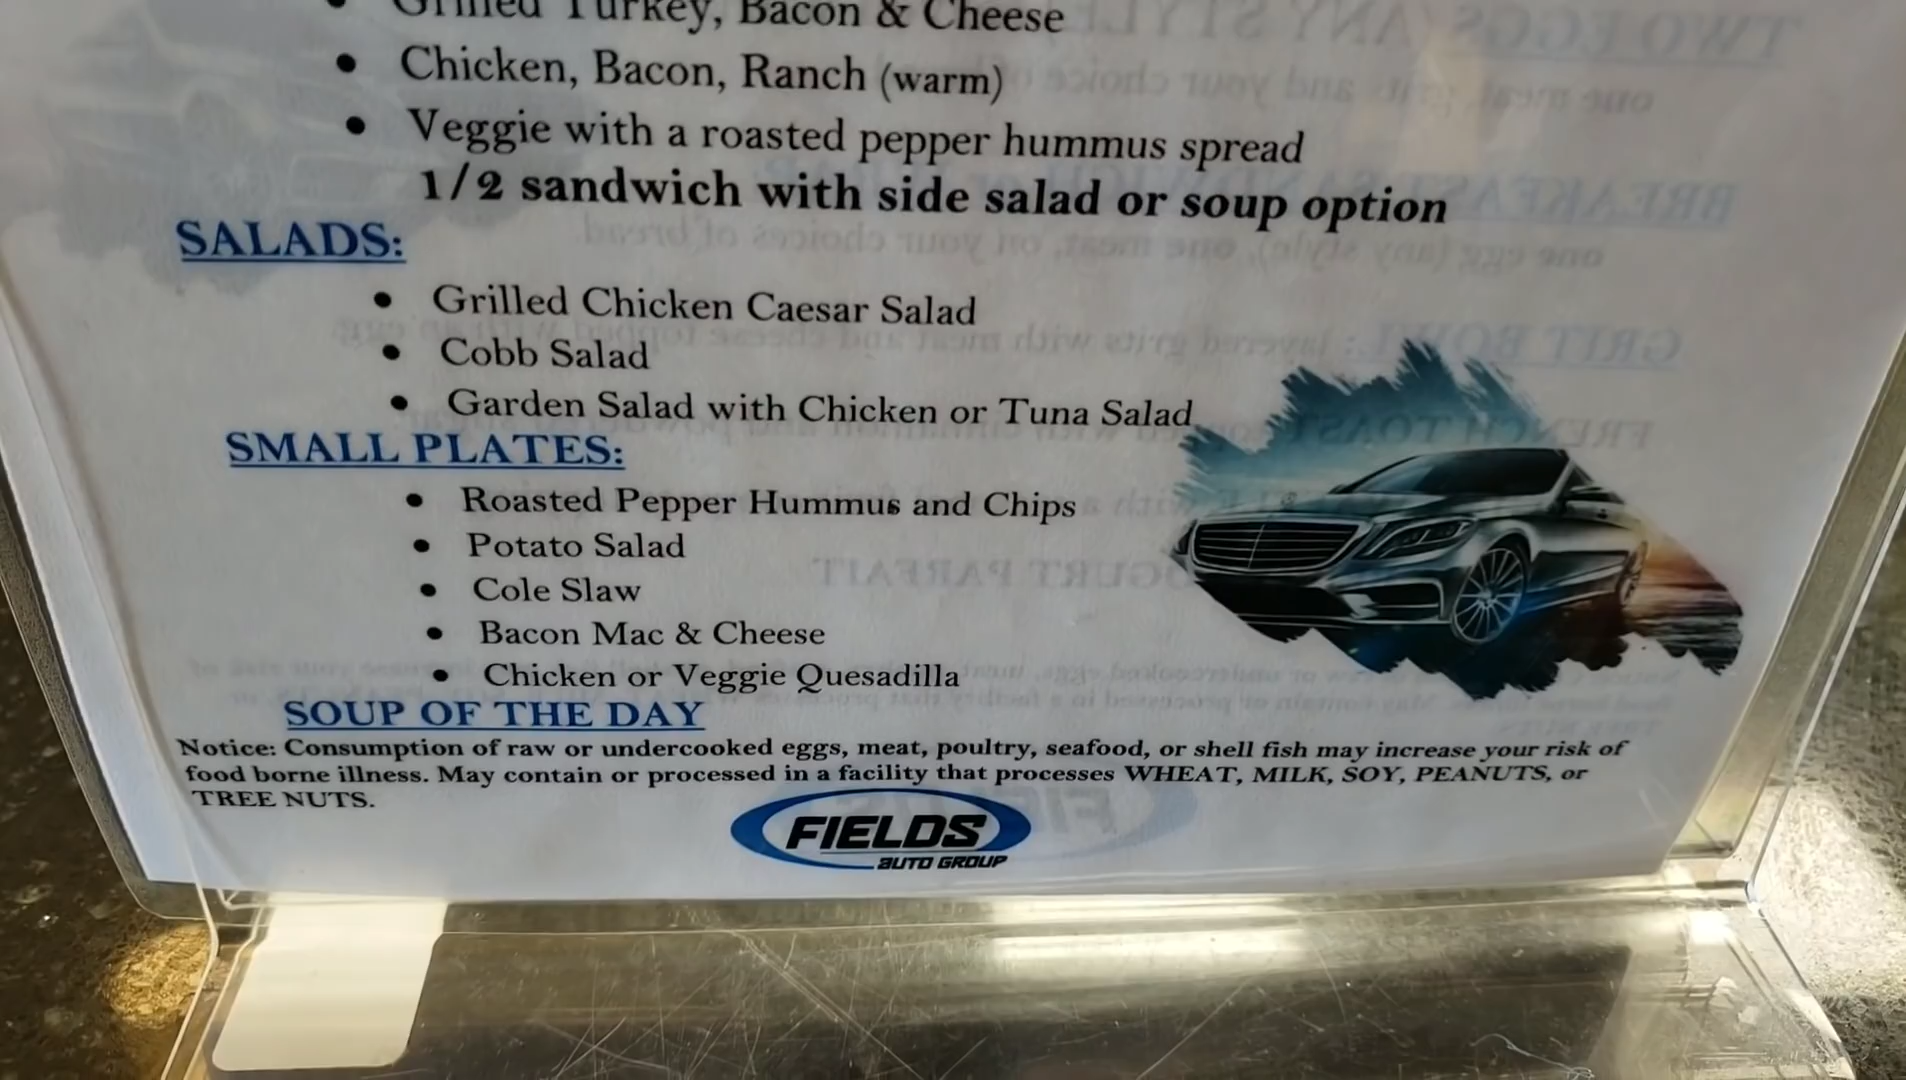 Grilled Turkey, Bacon & Cheese
Chicken, Bacon, Ranch (warm)
Veggie with a roasted pepper hummus spread
1/2 sandwich with side salad or soup option
SALADS:
Grilled Chicken Caesar Salad
Cobb Salad
Garden Salad with Chicken or Tuna Salad
SMALL PLATES:
Roasted Pepper Hummus and Chips
Potato Salad
Cole Slaw
Bacon Mac & Cheese
Chicken or Veggie Quesadilla
SOUP OF THE DAY
Notice: Consumption of raw or undercooked eggs, meat, poultry, seafood, or shell fish may increase your risk of
food borne illness. May contain or processed in a facility that processes WHEAT, MILK, SOY, PEANUTS, or
TREE NUTS.
FIELDS
AUTO GROUP